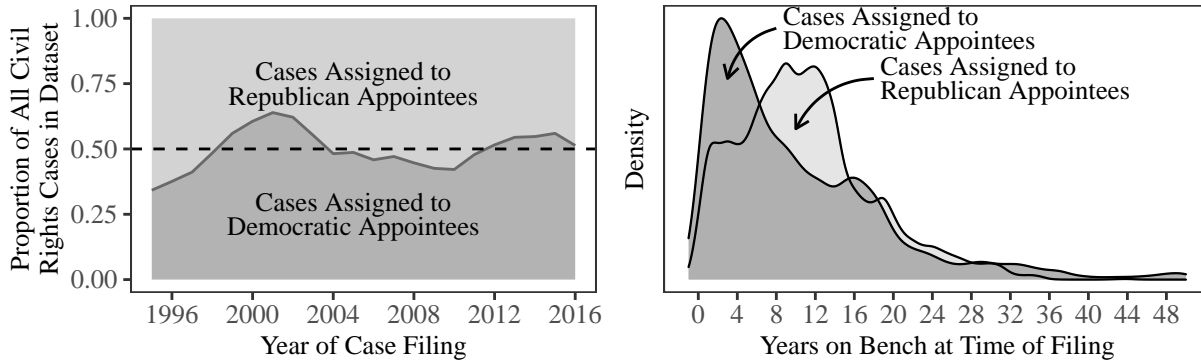 Proportion of All Civil
Rights Cases in Dataset
1.00
0.75
0.50
0.25
0.00
Cases Assigned to
Republican Appointees
Cases Assigned to
Democratic Appointees
1996
2000
2004
2008
2012
2016
Year of Case Filing
Density
Cases Assigned to
Democratic Appointees
Cases Assigned to
Republican Appointees
0
4
8
12
16
20
24
28
32
36
40
44
48
Years on Bench at Time of Filing